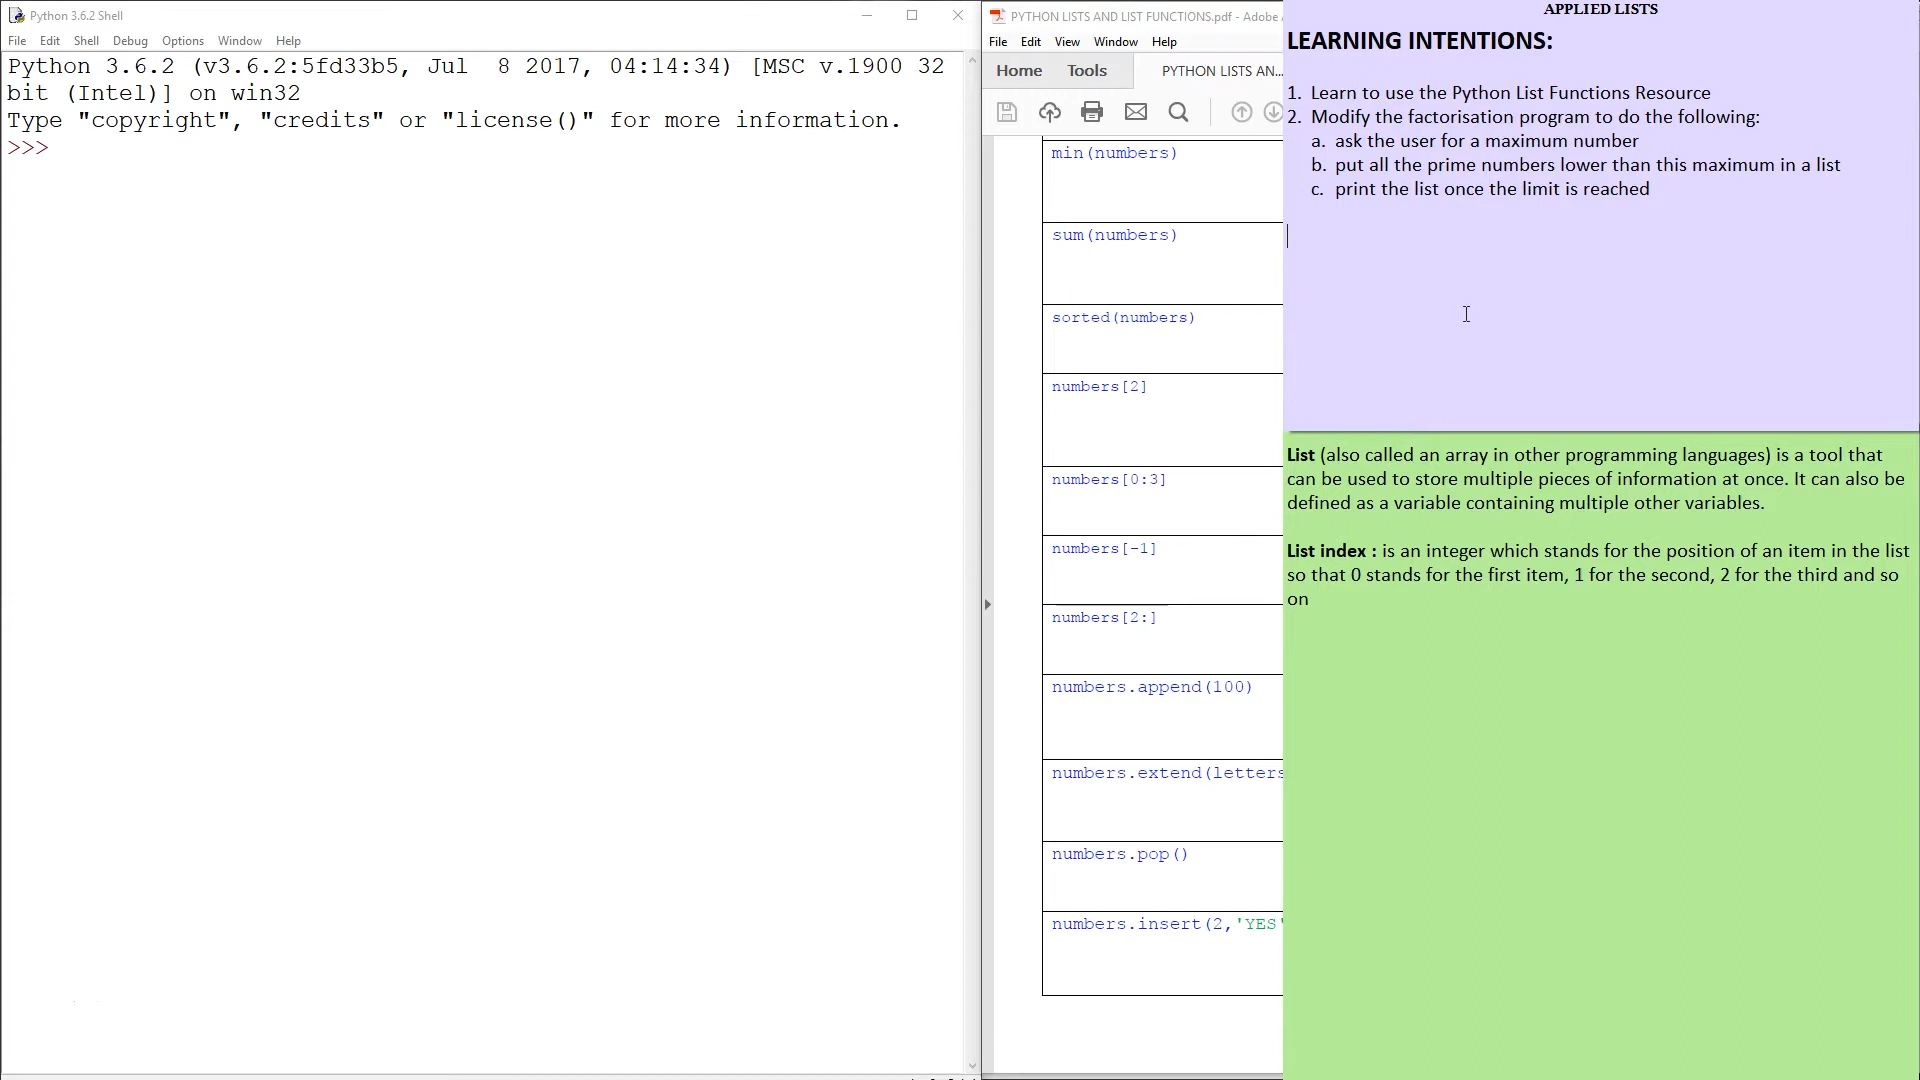 Python 3.6.2 Shell
File Edit Shell Debug Options Window Help
Python 3.6.2 (v3.6.2:5fd33b5, Jul  8 2017, 04:14:34) [MSC v.1900 32
bit (Intel)] on win32
Type "copyright", "credits" or "license()" for more information.
>>>
PYTHON LISTS AND LIST FUNCTIONS.pdf - Adobe
File Edit View Window Help
Home Tools PYTHON LISTS AN...
min(numbers)
sum(numbers)
sorted(numbers)
numbers[2]
numbers[0:3]
numbers[-1]
numbers[2:]
numbers.append(100)
numbers.extend(letters
numbers.pop()
numbers.insert(2,'YES'
APPLIED LISTS
LEARNING INTENTIONS:
1. Learn to use the Python List Functions Resource
2. Modify the factorisation program to do the following:
a. ask the user for a maximum number
b. put all the prime numbers lower than this maximum in a list
c. print the list once the limit is reached
List (also called an array in other programming languages) is a tool that
can be used to store multiple pieces of information at once. It can also be
defined as a variable containing multiple other variables.
List index : is an integer which stands for the position of an item in the list
so that 0 stands for the first item, 1 for the second, 2 for the third and so
on